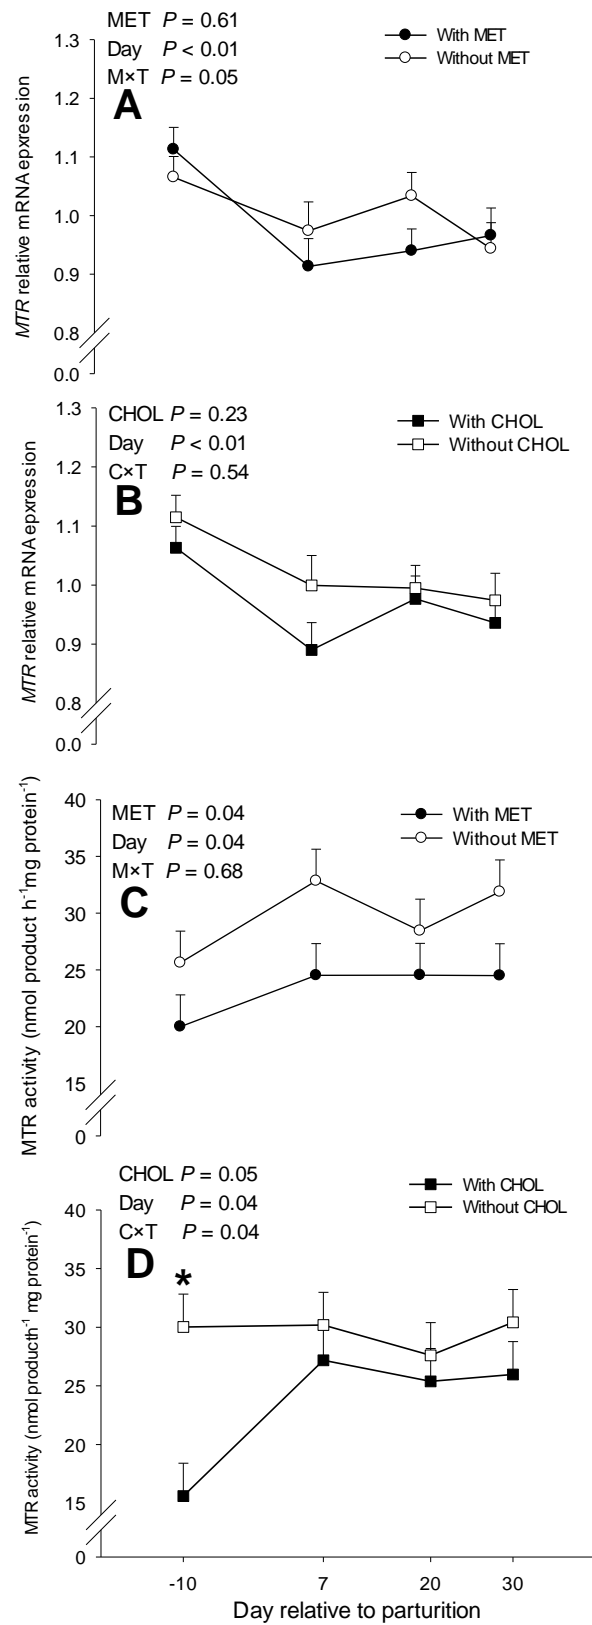 MET P = 0.61
Day P < 0.01
M×T P = 0.05
With MET
Without MET
A
1.3
1.2
1.1
1.0
0.9
0.8
0.0
MTR relative mRNA epxression
CHOL P = 0.23
Day P < 0.01
C×T P = 0.54
With CHOL
Without CHOL
B
1.3
1.2
1.1
1.0
0.9
0.8
0.0
MTR relative mRNA epxression
MET P = 0.04
Day P = 0.04
M×T P = 0.68
With MET
Without MET
C
40
35
30
25
20
15
0
MTR activity (nmol product h⁻¹mg protein⁻¹)
CHOL P = 0.05
Day P = 0.04
C×T P = 0.04
With CHOL
Without CHOL
D
*
40
35
30
25
20
15
0
MTR activity (nmol producth⁻¹ mg protein⁻¹)
-10 7 20 30
Day relative to parturition